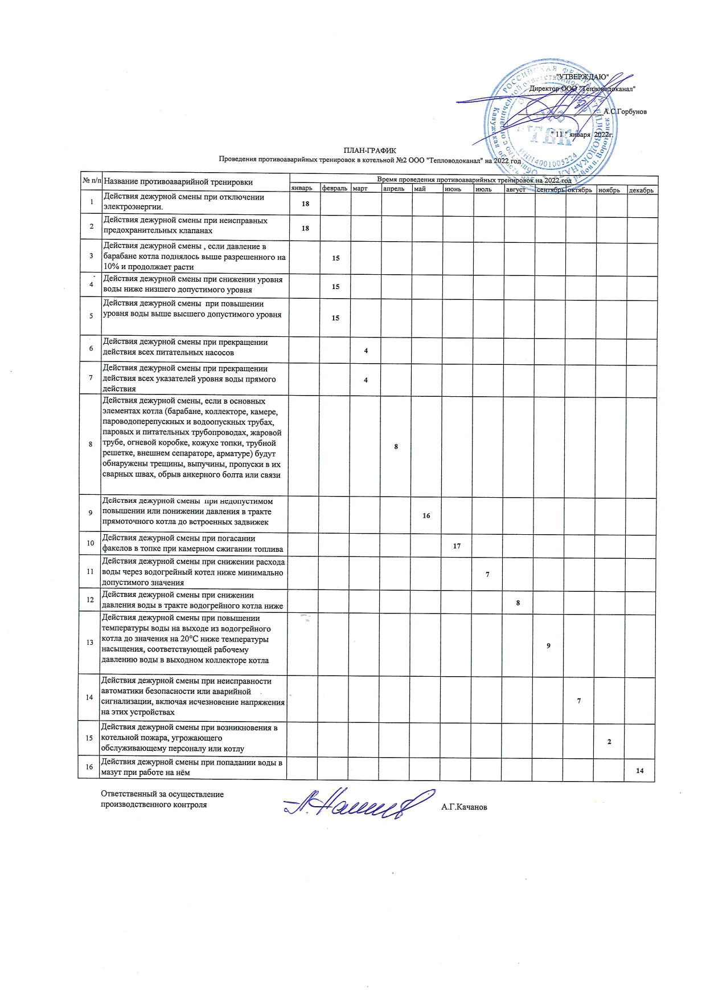 "УТВЕРЖДАЮ"
Директор ООО "Тепловодоканал"
А.С.Горбунов
" 11 " января 2022г.
ПЛАН-ГРАФИК
Проведения противоаварийных тренировок в котельной №2 ООО "Тепловодоканал" на 2022 год
№ п/п Название противоаварийной тренировки Время проведения противоаварийных тренировок на 2022 год
январь февраль март апрель май июнь июль август сентябрь октябрь ноябрь декабрь
1 Действия дежурной смены при отключении
электроэнергии. 18
2 Действия дежурной смены при неисправных
предохранительных клапанах 18
3 Действия дежурной смены , если давление в
барабане котла поднялось выше разрешенного на 15
10% и продолжает расти
4 Действия дежурной смены при снижении уровня
воды ниже низшего допустимого уровня 15
5 Действия дежурной смены при повышении
уровня воды выше высшего допустимого уровня 15
6 Действия дежурной смены при прекращении
действия всех питательных насосов 4
7 Действия дежурной смены при прекращении
действия всех указателей уровня воды прямого 4
действия
8 Действия дежурной смены, если в основных
элементах котла (барабане, коллекторе, камере,
пароводоперепускных и водоопускных трубах,
паровых и питательных трубопроводах, жаровой
трубе, огневой коробке, кожухе топки, трубной 8
решетке, внешнем сепараторе, арматуре) будут
обнаружены трещины, выпучины, пропуски в их
сварных швах, обрыв анкерного болта или связи
9 Действия дежурной смены при недопустимом
повышении или понижении давления в тракте 16
прямоточного котла до встроенных задвижек
10 Действия дежурной смены при погасании
факелов в топке при камерном сжигании топлива 17
11 Действия дежурной смены при снижении расхода
воды через водогрейный котел ниже минимально 7
допустимого значения
12 Действия дежурной смены при снижении
давления воды в тракте водогрейного котла ниже 8
13 Действия дежурной смены при повышении
температуры воды на выходе из водогрейного
котла до значения на 20°С ниже температуры 9
насыщения, соответствующей рабочему
давлению воды в выходном коллекторе котла
14 Действия дежурной смены при неисправности
автоматики безопасности или аварийной
сигнализации, включая исчезновение напряжения 7
на этих устройствах
15 Действия дежурной смены при возникновения в
котельной пожара, угрожающего 2
обслуживающему персоналу или котлу
16 Действия дежурной смены при попадании воды в
мазут при работе на нём 14
Ответственный за осуществление
производственного контроля А.Г.Качанов
"ТВК"
ИНН4001005224